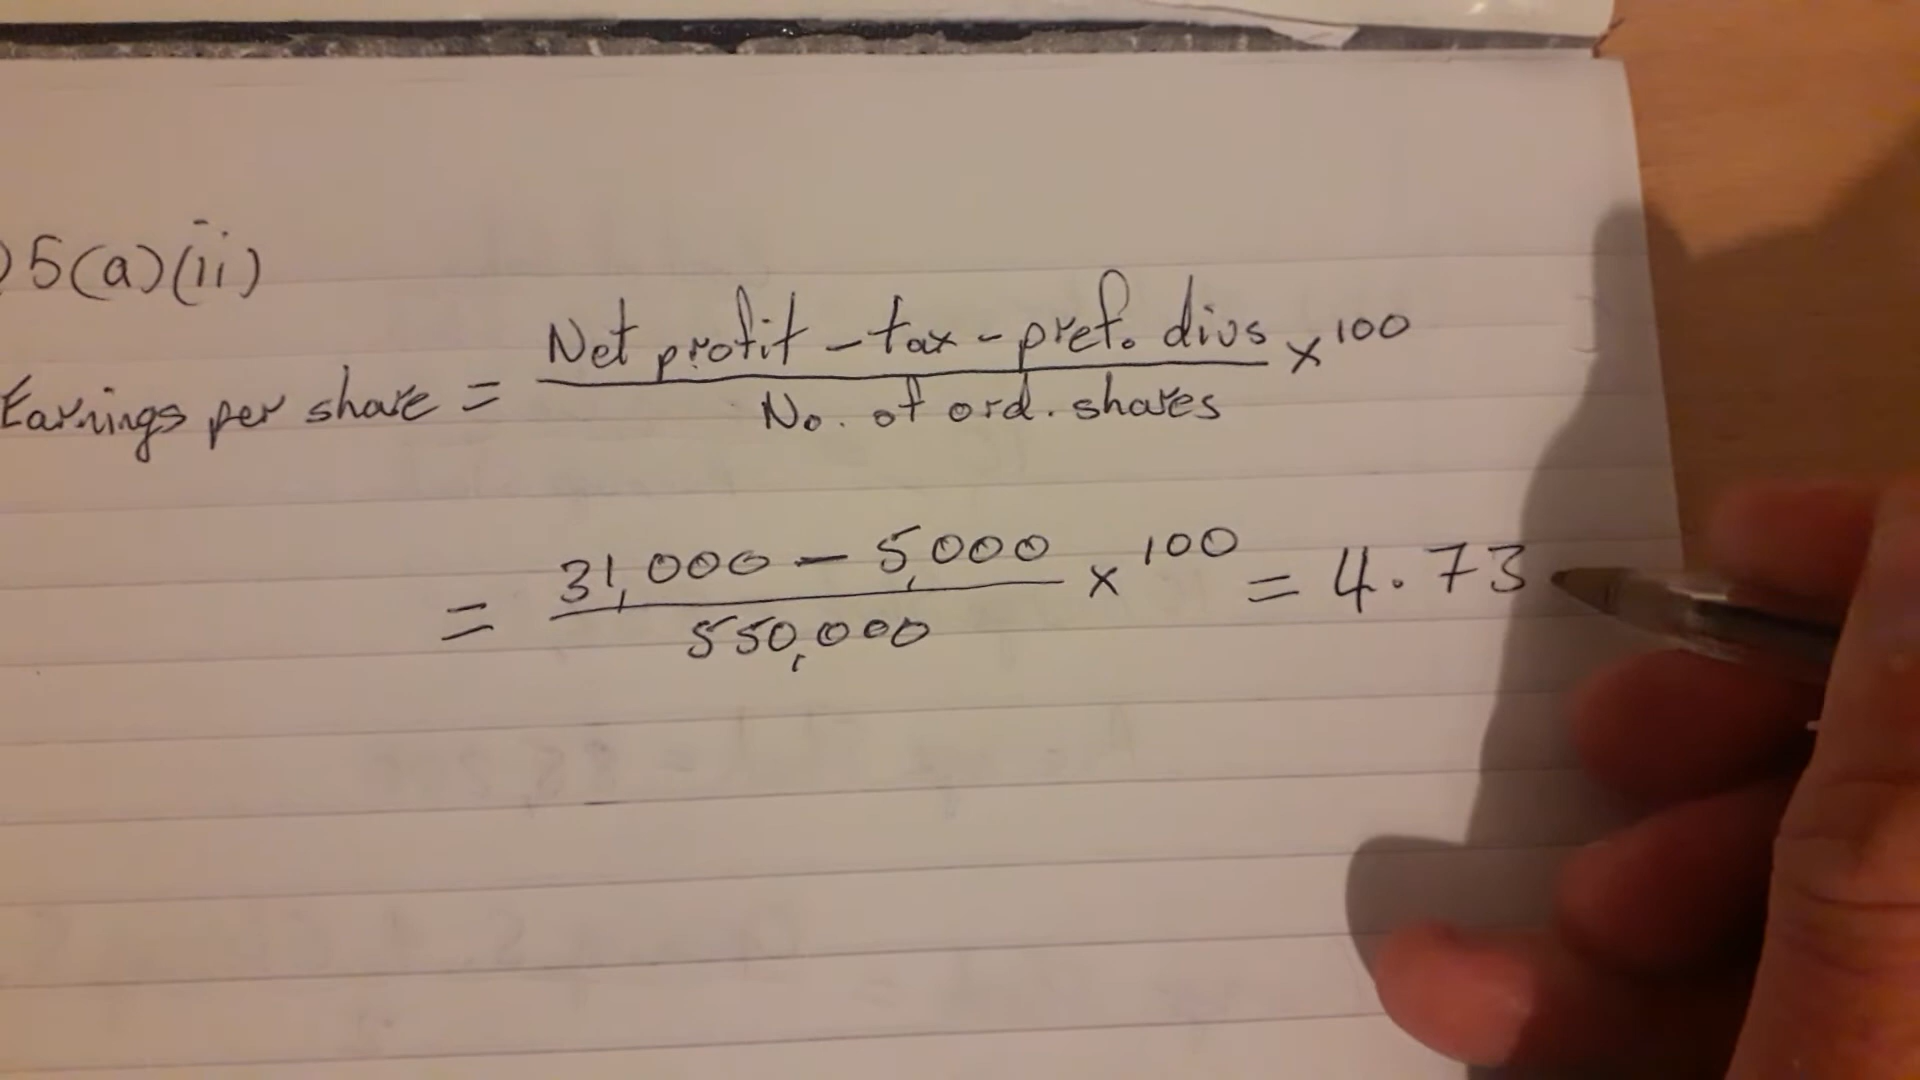 5(a)(ii)
Earnings per share = Net profit - tax - pref. divs × 100
No. of ord. shares
= 31,000 - 5,000 × 100 = 4.73
550,000